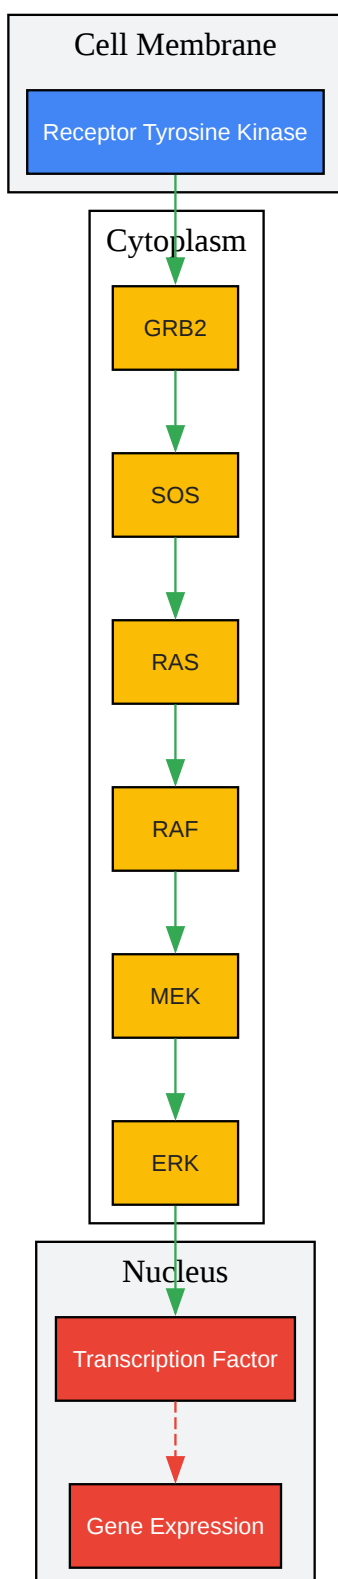 Cell Membrane
Receptor Tyrosine Kinase
Cytoplasm
GRB2
SOS
RAS
RAF
MEK
ERK
Nucleus
Transcription Factor
Gene Expression